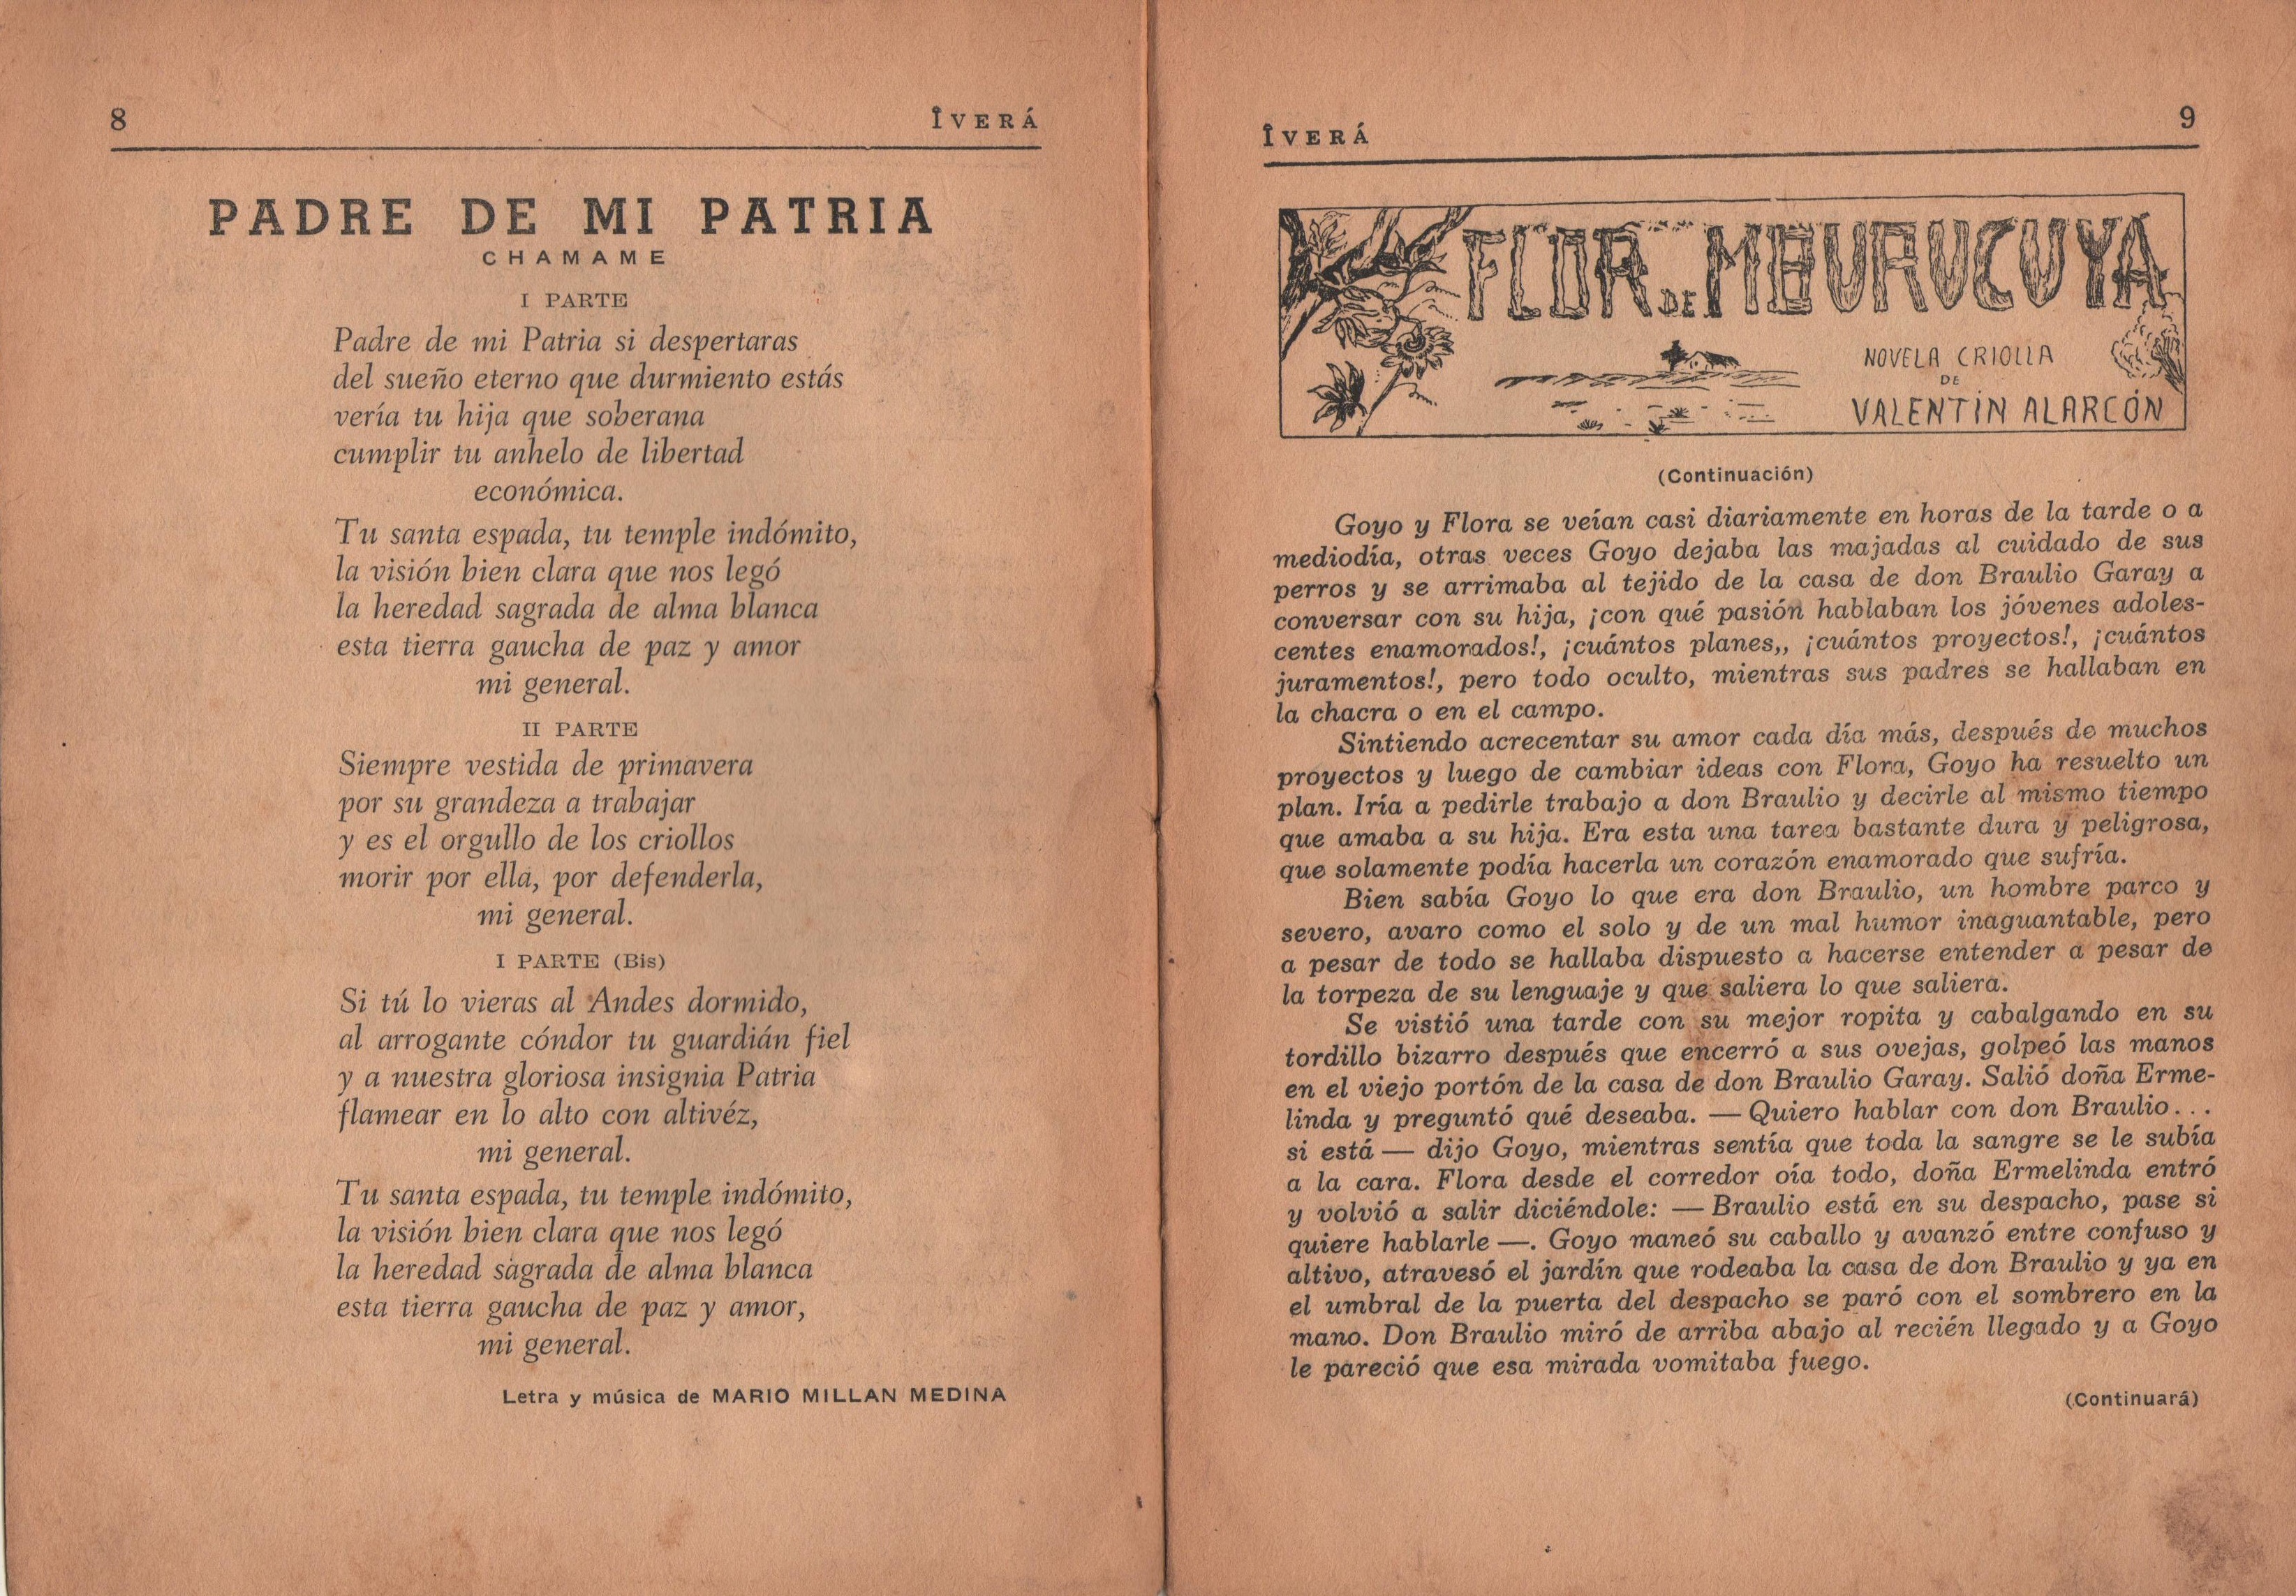 8
ÎVERÁ
PADRE DE MI PATRIA
CHAMAME
I PARTE
Padre de mi Patria si despertaras
del sueño eterno que durmiento estás
vería tu hija que soberana
cumplir tu anhelo de libertad
económica.
Tu santa espada, tu temple indómito,
la visión bien clara que nos legó
la heredad sagrada de alma blanca
esta tierra gaucha de paz y amor
mi general.
II PARTE
Siempre vestida de primavera
por su grandeza a trabajar
y es el orgullo de los criollos
morir por ella, por defenderla,
mi general.
I PARTE (Bis)
Si tú lo vieras al Andes dormido,
al arrogante cóndor tu guardián fiel
y a nuestra gloriosa insignia Patria
flamear en lo alto con altivéz,
mi general.
Tu santa espada, tu temple indómito,
la visión bien clara que nos legó
la heredad sagrada de alma blanca
esta tierra gaucha de paz y amor,
mi general.
Letra y música de MARIO MILLAN MEDINA
ÎVERÁ
9
FLOR DE MBURUCUYÁ
NOVELA CRIOLLA
DE
VALENTÍN ALARCÓN
(Continuación)
Goyo y Flora se veían casi diariamente en horas de la tarde o a
mediodía, otras veces Goyo dejaba las majadas al cuidado de sus
perros y se arrimaba al tejido de la casa de don Braulio Garay a
conversar con su hija, ¡con qué pasión hablaban los jóvenes adoles-
centes enamorados!, ¡cuántos planes,, ¡cuántos proyectos!, ¡cuántos
juramentos!, pero todo oculto, mientras sus padres se hallaban en
la chacra o en el campo.
Sintiendo acrecentar su amor cada día más, después de muchos
proyectos y luego de cambiar ideas con Flora, Goyo ha resuelto un
plan. Iría a pedirle trabajo a don Braulio y decirle al mismo tiempo
que amaba a su hija. Era esta una tarea bastante dura y peligrosa,
que solamente podía hacerla un corazón enamorado que sufría.
Bien sabía Goyo lo que era don Braulio, un hombre parco y
severo, avaro como el solo y de un mal humor inaguantable, pero
a pesar de todo se hallaba dispuesto a hacerse entender a pesar de
la torpeza de su lenguaje y que saliera lo que saliera.
Se vistió una tarde con su mejor ropita y cabalgando en su
tordillo bizarro después que encerró a sus ovejas, golpeó las manos
en el viejo portón de la casa de don Braulio Garay. Salió doña Erme-
linda y preguntó qué deseaba. — Quiero hablar con don Braulio...
si está — dijo Goyo, mientras sentía que toda la sangre se le subía
a la cara. Flora desde el corredor oía todo, doña Ermelinda entró
y volvió a salir diciéndole: — Braulio está en su despacho, pase si
quiere hablarle —. Goyo maneó su caballo y avanzó entre confuso y
altivo, atravesó el jardín que rodeaba la casa de don Braulio y ya en
el umbral de la puerta del despacho se paró con el sombrero en la
mano. Don Braulio miró de arriba abajo al recién llegado y a Goyo
le pareció que esa mirada vomitaba fuego.
(Continuará)